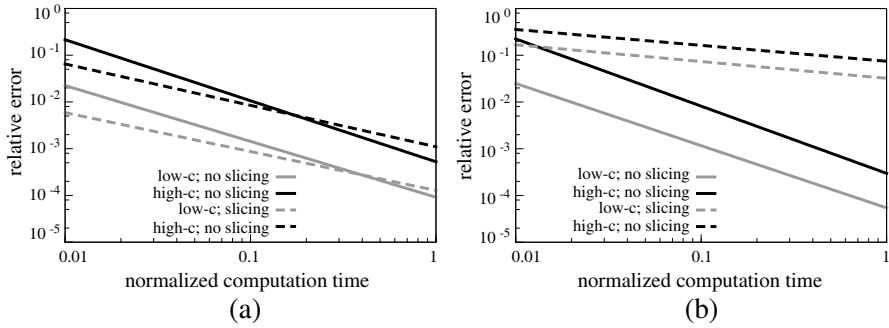 10^0
10^-1
10^-2
10^-3
10^-4
10^-5
relative error
low-c; no slicing
high-c; no slicing
low-c; slicing
high-c; no slicing
0.01 0.1 1
normalized computation time
(a)
10^0
10^-1
10^-2
10^-3
10^-4
10^-5
relative error
low-c; no slicing
high-c; no slicing
low-c; slicing
high-c; no slicing
0.01 0.1 1
normalized computation time
(b)